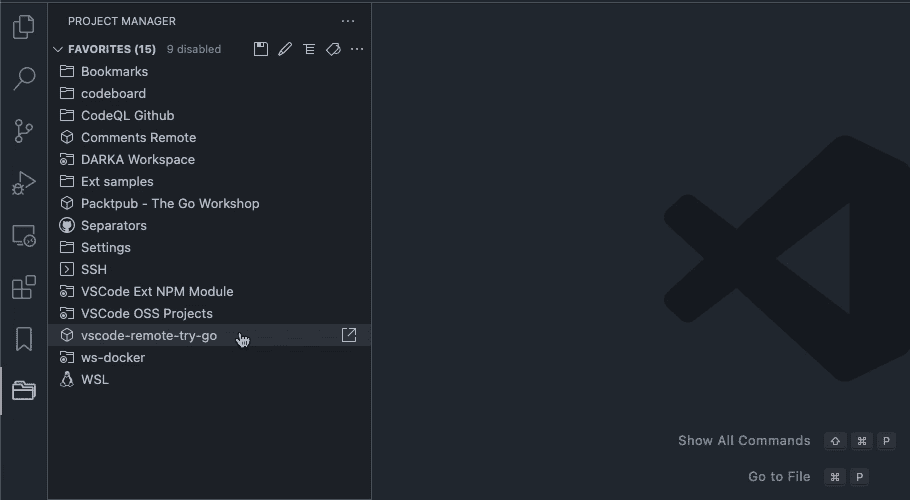 PROJECT MANAGER
FAVORITES (15) 9 disabled
Bookmarks
codeboard
CodeQL Github
Comments Remote
DARKA Workspace
Ext samples
Packtpub - The Go Workshop
Separators
Settings
SSH
VSCode Ext NPM Module
VSCode OSS Projects
vscode-remote-try-go
ws-docker
WSL
Show All Commands ⇧ ⌘ P
Go to File ⌘ P